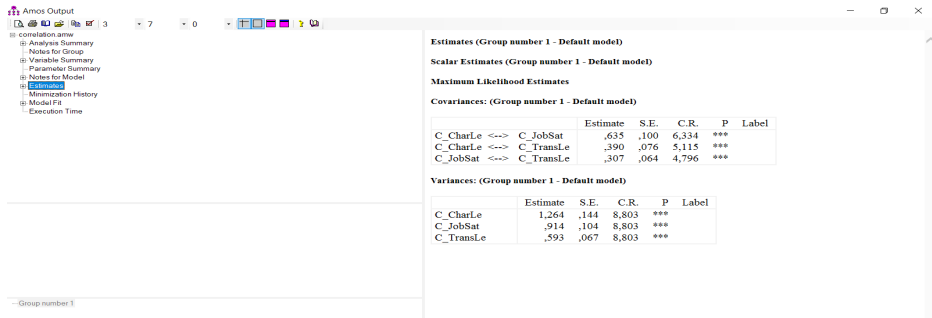 Amos Output
3 7 0
correlation.amw
Analysis Summary
Notes for Group
Variable Summary
Parameter Summary
Notes for Model
Estimates
Minimization History
Model Fit
Execution Time
Group number 1
Estimates (Group number 1 - Default model)
Scalar Estimates (Group number 1 - Default model)
Maximum Likelihood Estimates
Covariances: (Group number 1 - Default model)
Estimate S.E. C.R. P Label
C_CharLe <--> C_JobSat ,635 ,100 6,334 ***
C_CharLe <--> C_TransLe ,390 ,076 5,115 ***
C_JobSat <--> C_TransLe ,307 ,064 4,796 ***
Variances: (Group number 1 - Default model)
Estimate S.E. C.R. P Label
C_CharLe 1,264 ,144 8,803 ***
C_JobSat ,914 ,104 8,803 ***
C_TransLe ,593 ,067 8,803 ***